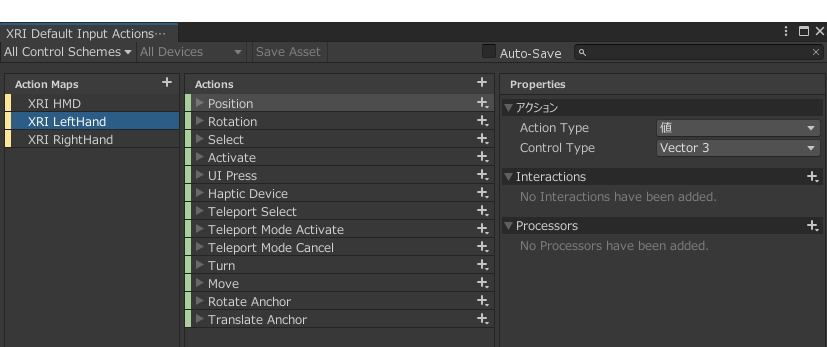 XRI Default Input Actions…
All Control Schemes All Devices Save Asset Auto-Save
Action Maps
XRI HMD
XRI LeftHand
XRI RightHand
Actions
Position
Rotation
Select
Activate
UI Press
Haptic Device
Teleport Select
Teleport Mode Activate
Teleport Mode Cancel
Turn
Move
Rotate Anchor
Translate Anchor
Properties
アクション
Action Type 値
Control Type Vector 3
Interactions
No Interactions have been added.
Processors
No Processors have been added.